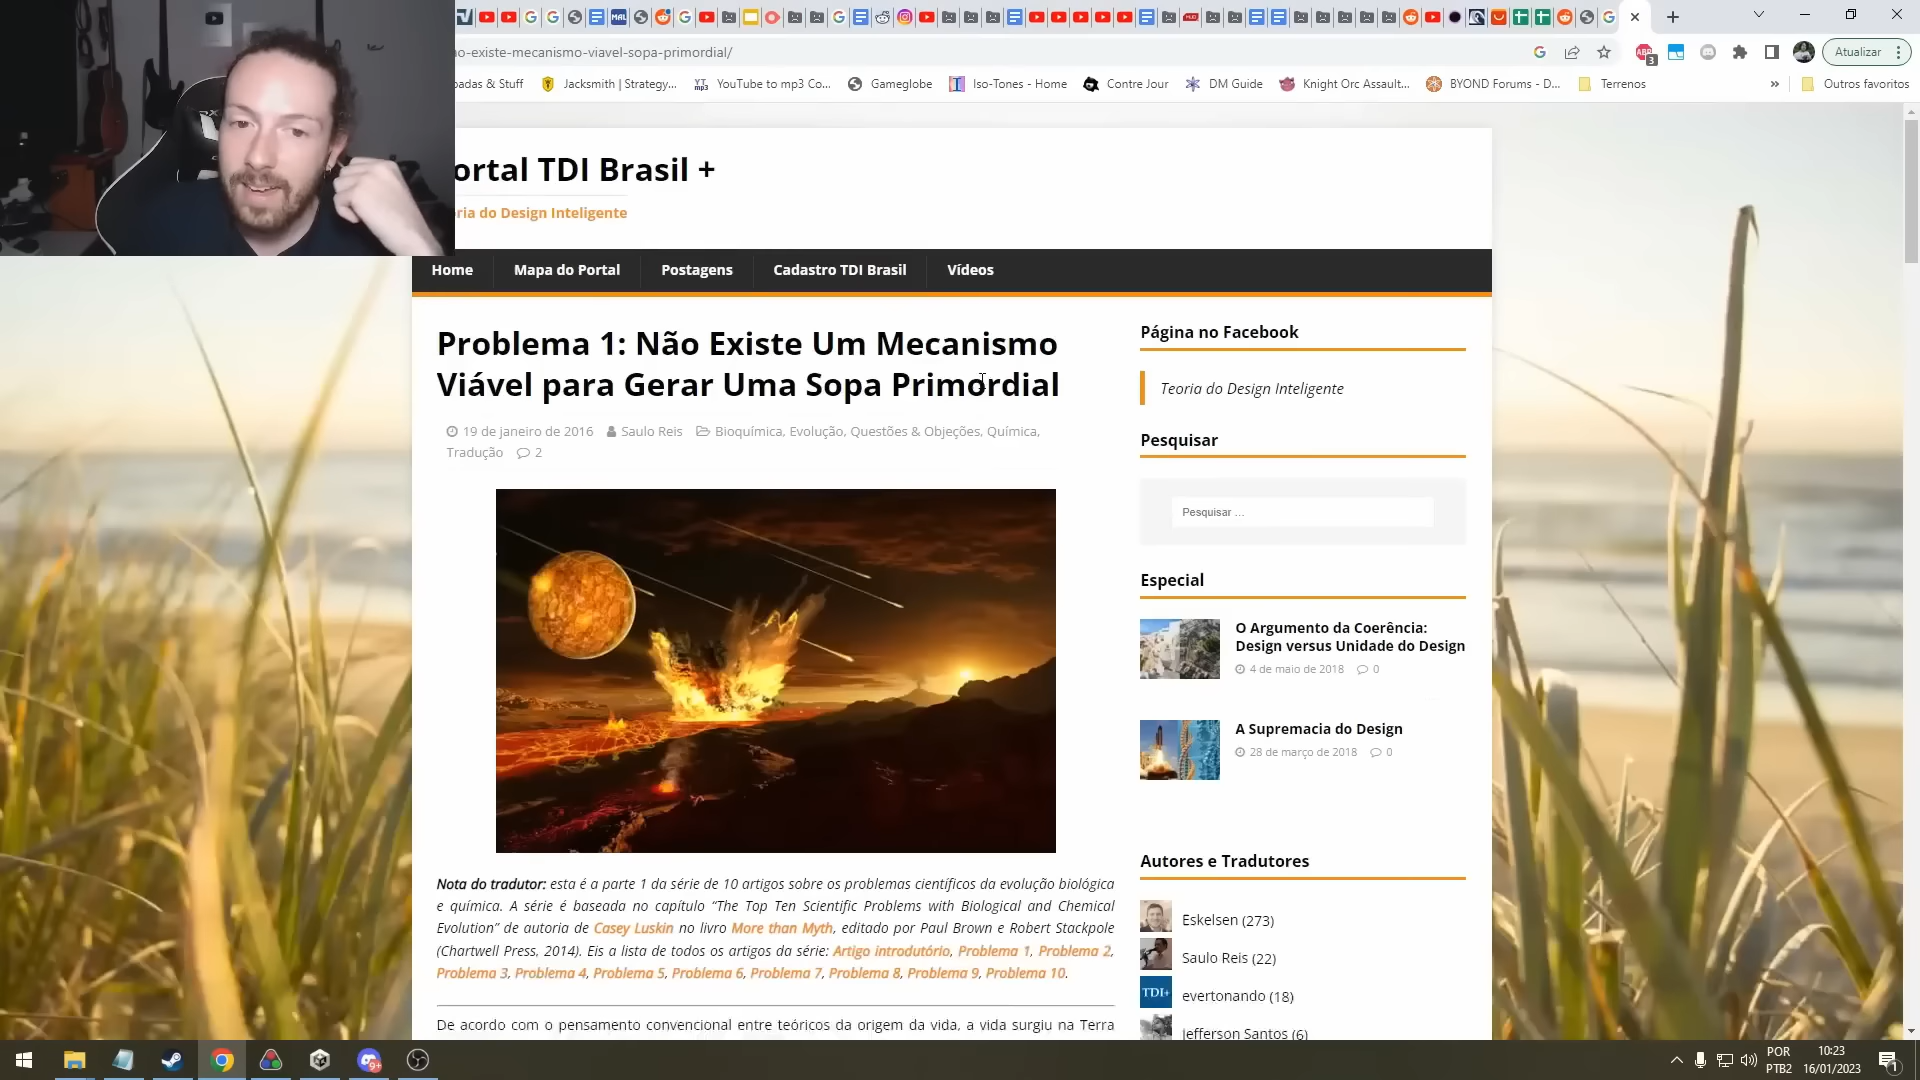 o-existe-mecanismo-viavel-sopa-primordial/
Atualizar
padas & Stuff
Jacksmith | Strategy...
YouTube to mp3 Co...
Gameglobe
Iso-Tones - Home
Contre Jour
DM Guide
Knight Orc Assault...
BYOND Forums - D...
Terrenos
»
Outros favoritos
ortal TDI Brasil +
ria do Design Inteligente
Home
Mapa do Portal
Postagens
Cadastro TDI Brasil
Vídeos
Problema 1: Não Existe Um Mecanismo
Viável para Gerar Uma Sopa Primordial
19 de janeiro de 2016 Saulo Reis Bioquímica, Evolução, Questões & Objeções, Química,
Tradução 2
Nota do tradutor: esta é a parte 1 da série de 10 artigos sobre os problemas científicos da evolução biológica
e química. A série é baseada no capítulo “The Top Ten Scientific Problems with Biological and Chemical
Evolution” de autoria de Casey Luskin no livro More than Myth, editado por Paul Brown e Robert Stackpole
(Chartwell Press, 2014). Eis a lista de todos os artigos da série: Artigo introdutório, Problema 1, Problema 2,
Problema 3, Problema 4, Problema 5, Problema 6, Problema 7, Problema 8, Problema 9, Problema 10.
De acordo com o pensamento convencional entre teóricos da origem da vida, a vida surgiu na Terra
Página no Facebook
Teoria do Design Inteligente
Pesquisar
Pesquisar ...
Especial
O Argumento da Coerência:
Design versus Unidade do Design
4 de maio de 2018 0
A Supremacia do Design
28 de março de 2018 0
Autores e Tradutores
Eskelsen (273)
Saulo Reis (22)
TDI+
evertonando (18)
Jefferson Santos (6)
POR
PTB2
10:23
16/01/2023